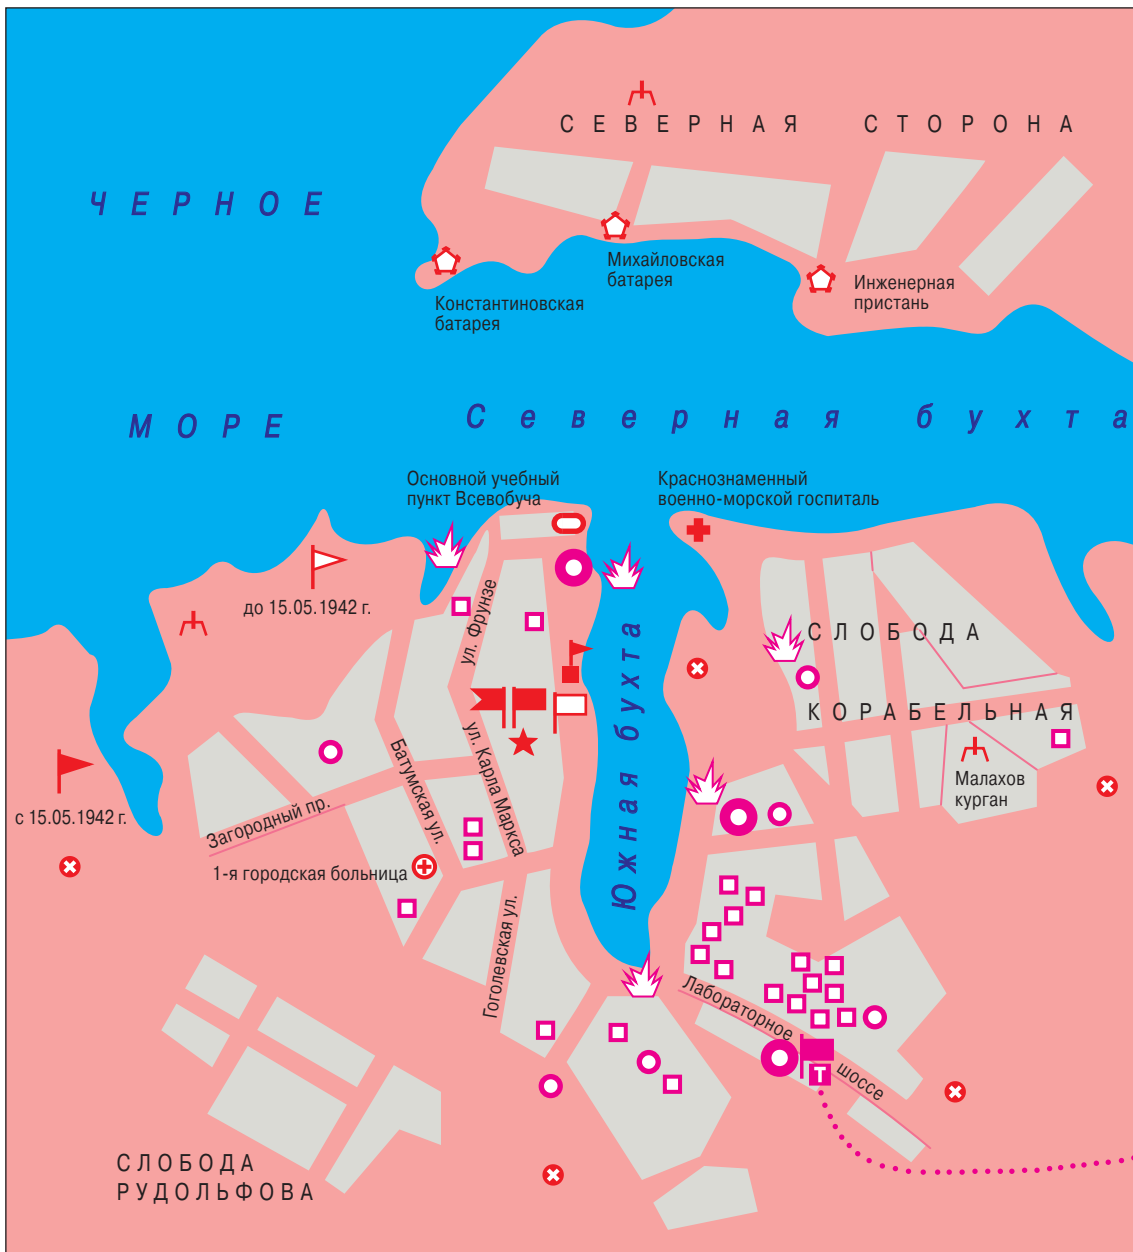 СЕВЕРНАЯ СТОРОНА
ЧЕРНОЕ
Михайловская
батарея
Инженерная
пристань
Константиновская
батарея
МОРЕ
Северная бухта
Основной учебный
пункт Всевобуча
Краснознаменный
военно-морской госпиталь
до 15.05.1942 г.
ул. Фрунзе
СЛОБОДА
КОРАБЕЛЬНАЯ
Южная бухта
ул. Карла Маркса
Батумская ул.
Малахов
курган
с 15.05.1942 г.
Загородный пр.
1-я городская больница
Гоголевская ул.
Лабораторное
шоссе
Т
СЛОБОДА
РУДОЛЬФОВА